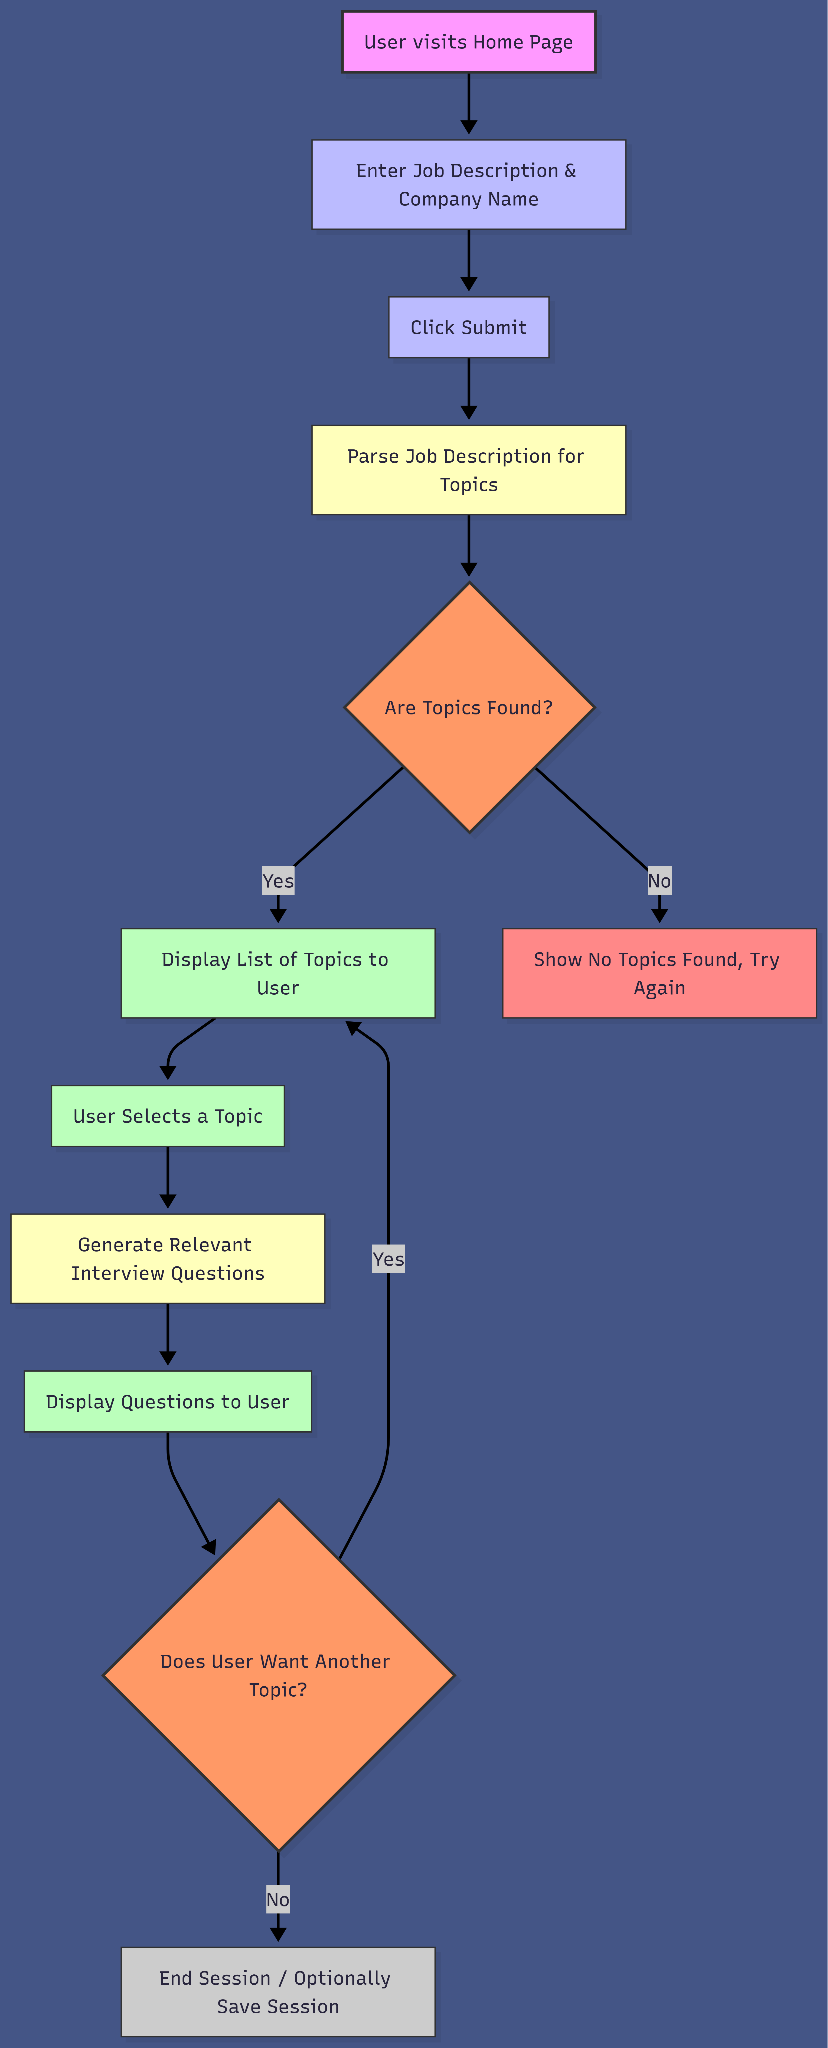 User visits Home Page
Enter Job Description &
Company Name
Click Submit
Parse Job Description for
Topics
Are Topics Found?
Yes
No
Display List of Topics to
User
Show No Topics Found, Try
Again
User Selects a Topic
Generate Relevant
Interview Questions
Yes
Display Questions to User
Does User Want Another
Topic?
No
End Session / Optionally
Save Session